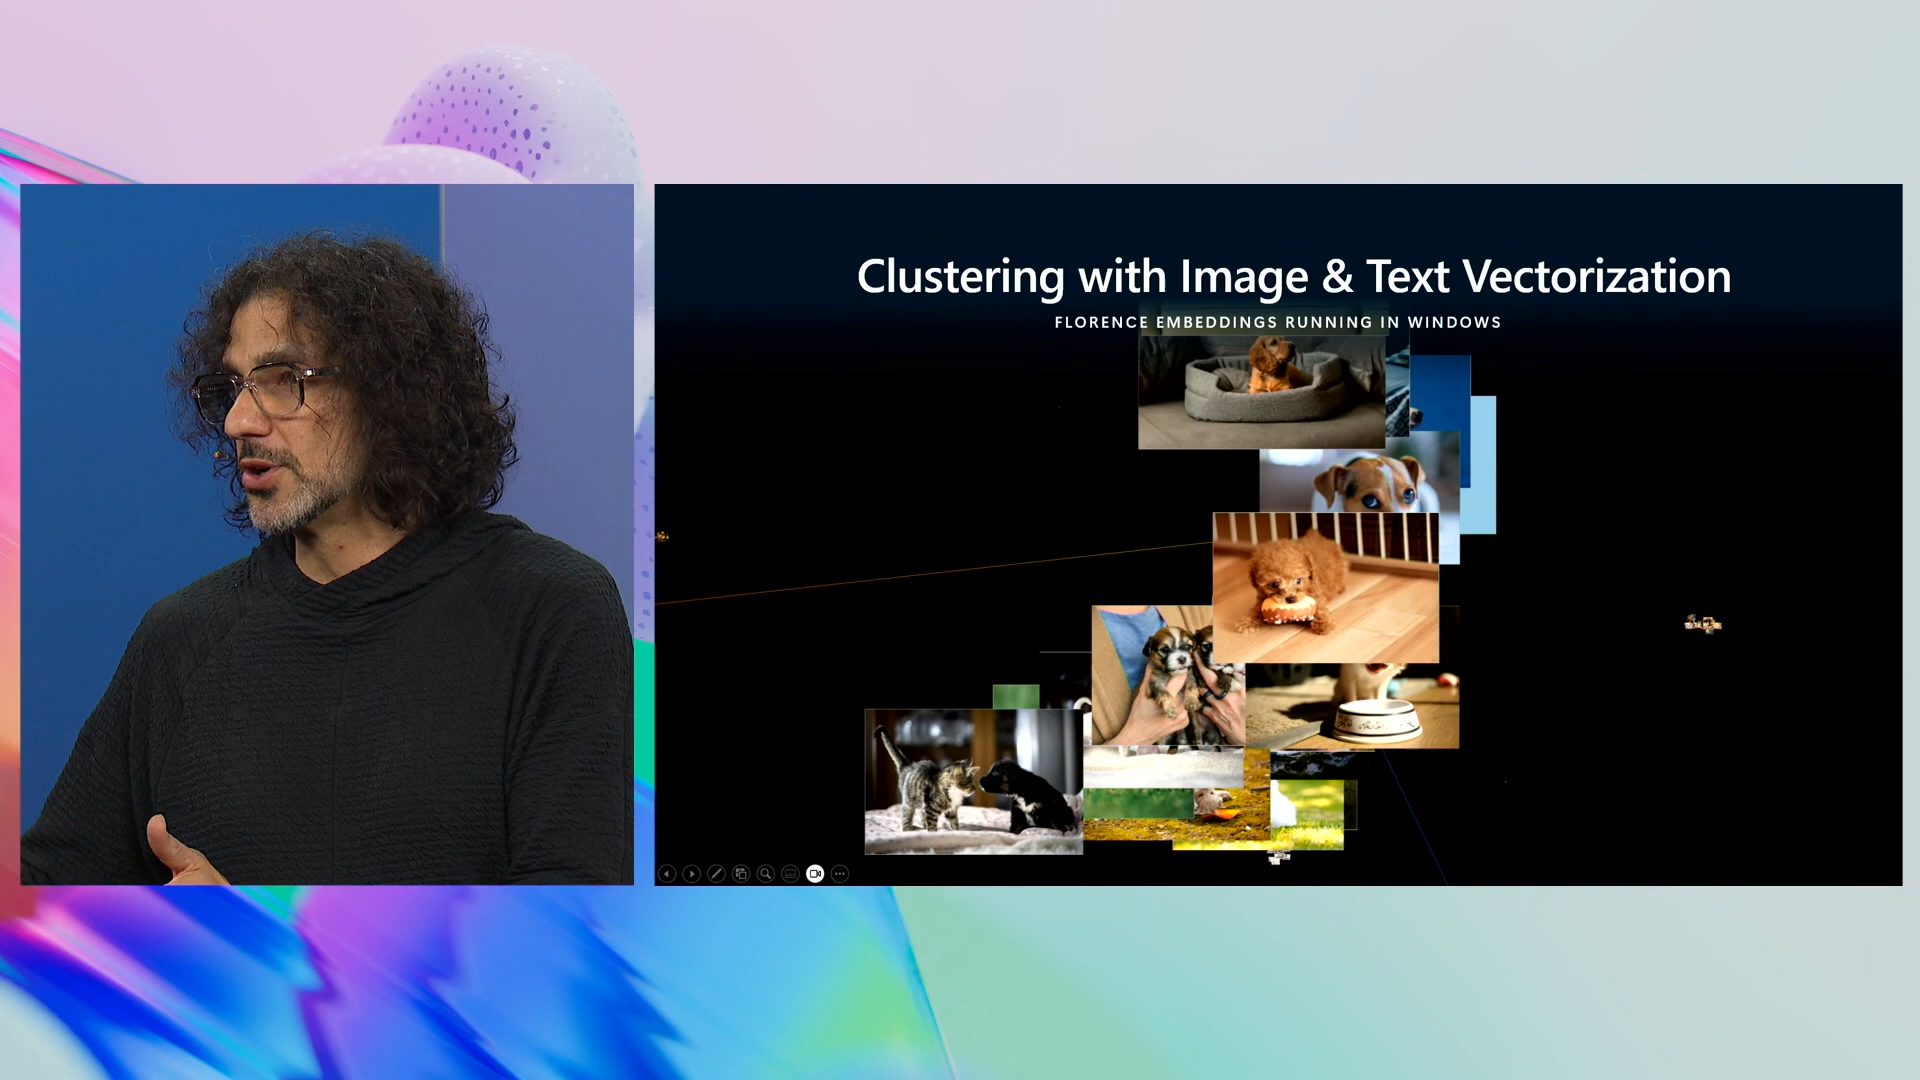 Clustering with Image & Text Vectorization
FLORENCE EMBEDDINGS RUNNING IN WINDOWS